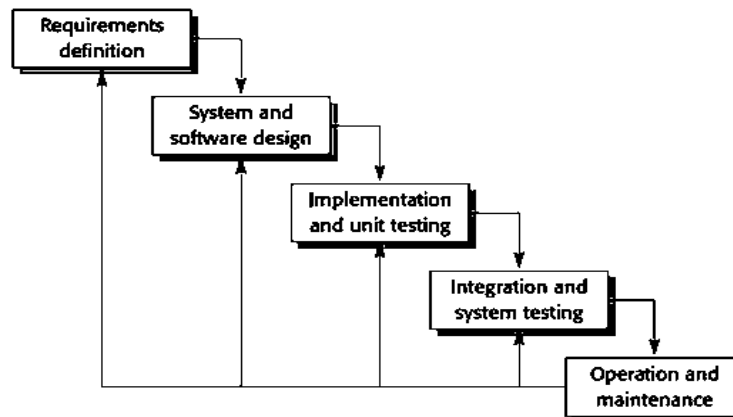 Requirements
definition
System and
software design
Implementation
and unit testing
Integration and
system testing
Operation and
maintenance